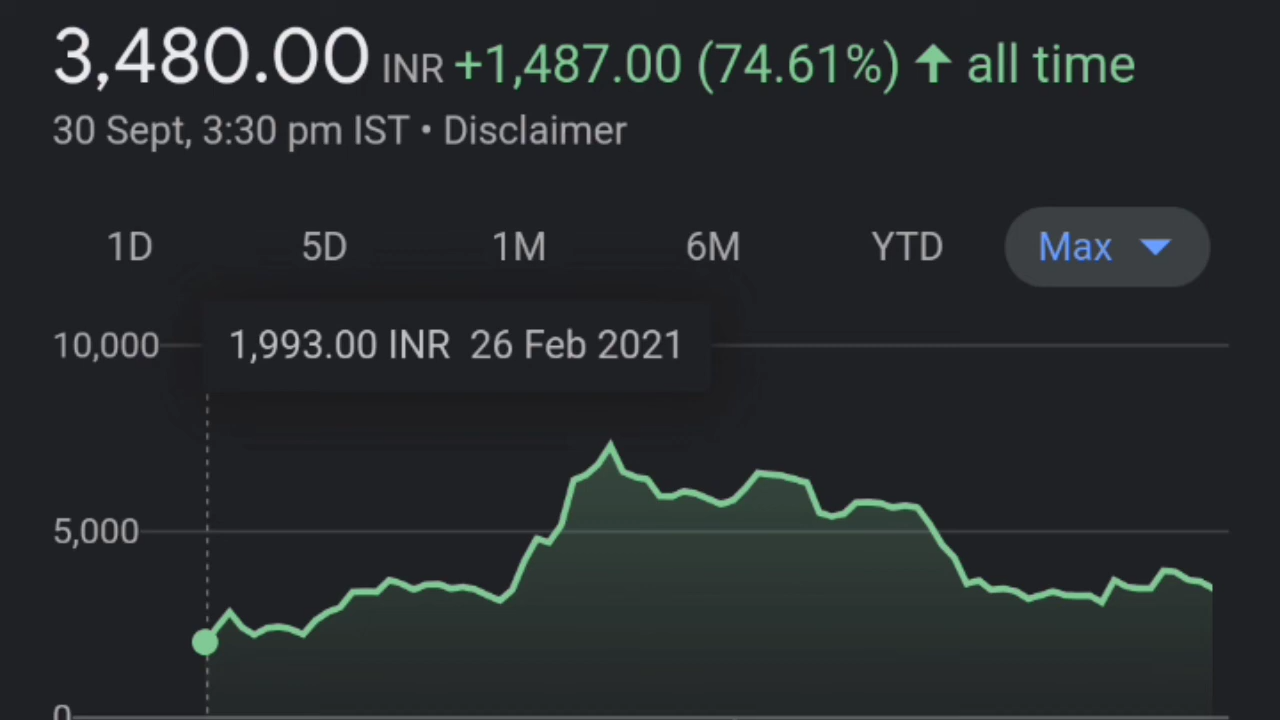 3,480.00 INR +1,487.00 (74.61%) ↑ all time
30 Sept, 3:30 pm IST • Disclaimer
1D 5D 1M 6M YTD Max
10,000 1,993.00 INR 26 Feb 2021
5,000
0